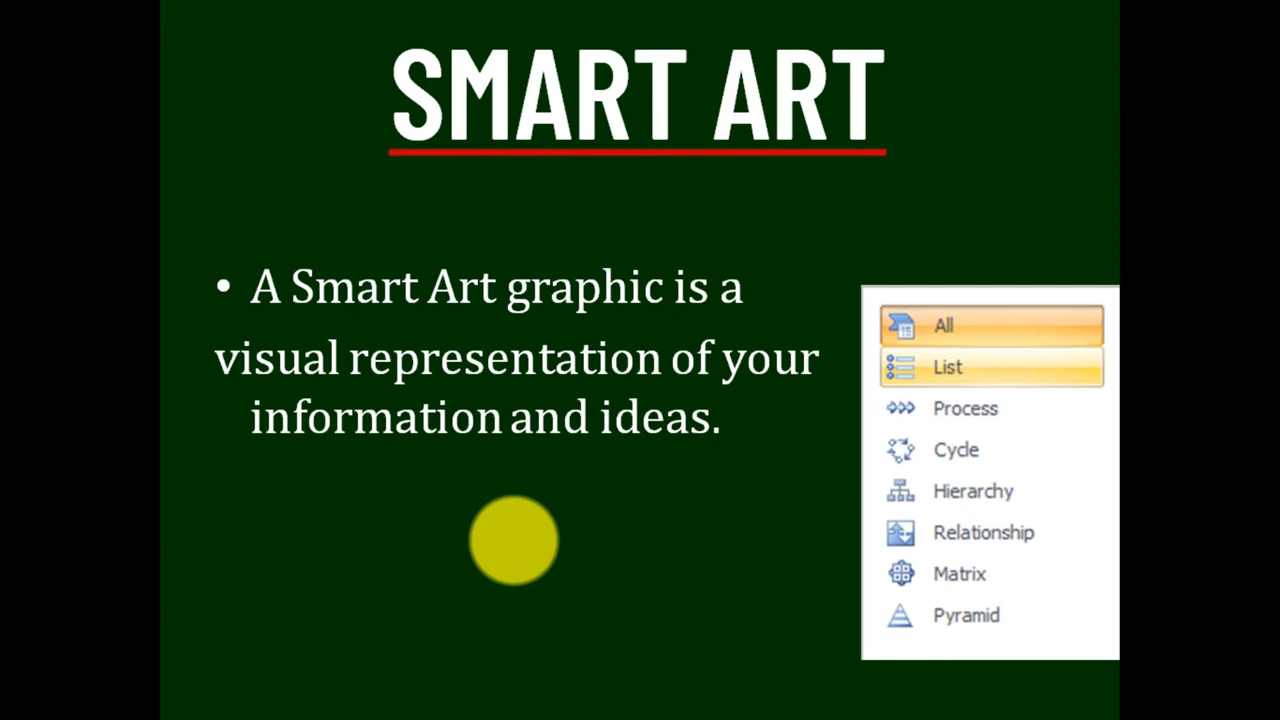 SMART ART
• A Smart Art graphic is a
visual representation of your
information and ideas.
All
List
Process
Cycle
Hierarchy
Relationship
Matrix
Pyramid